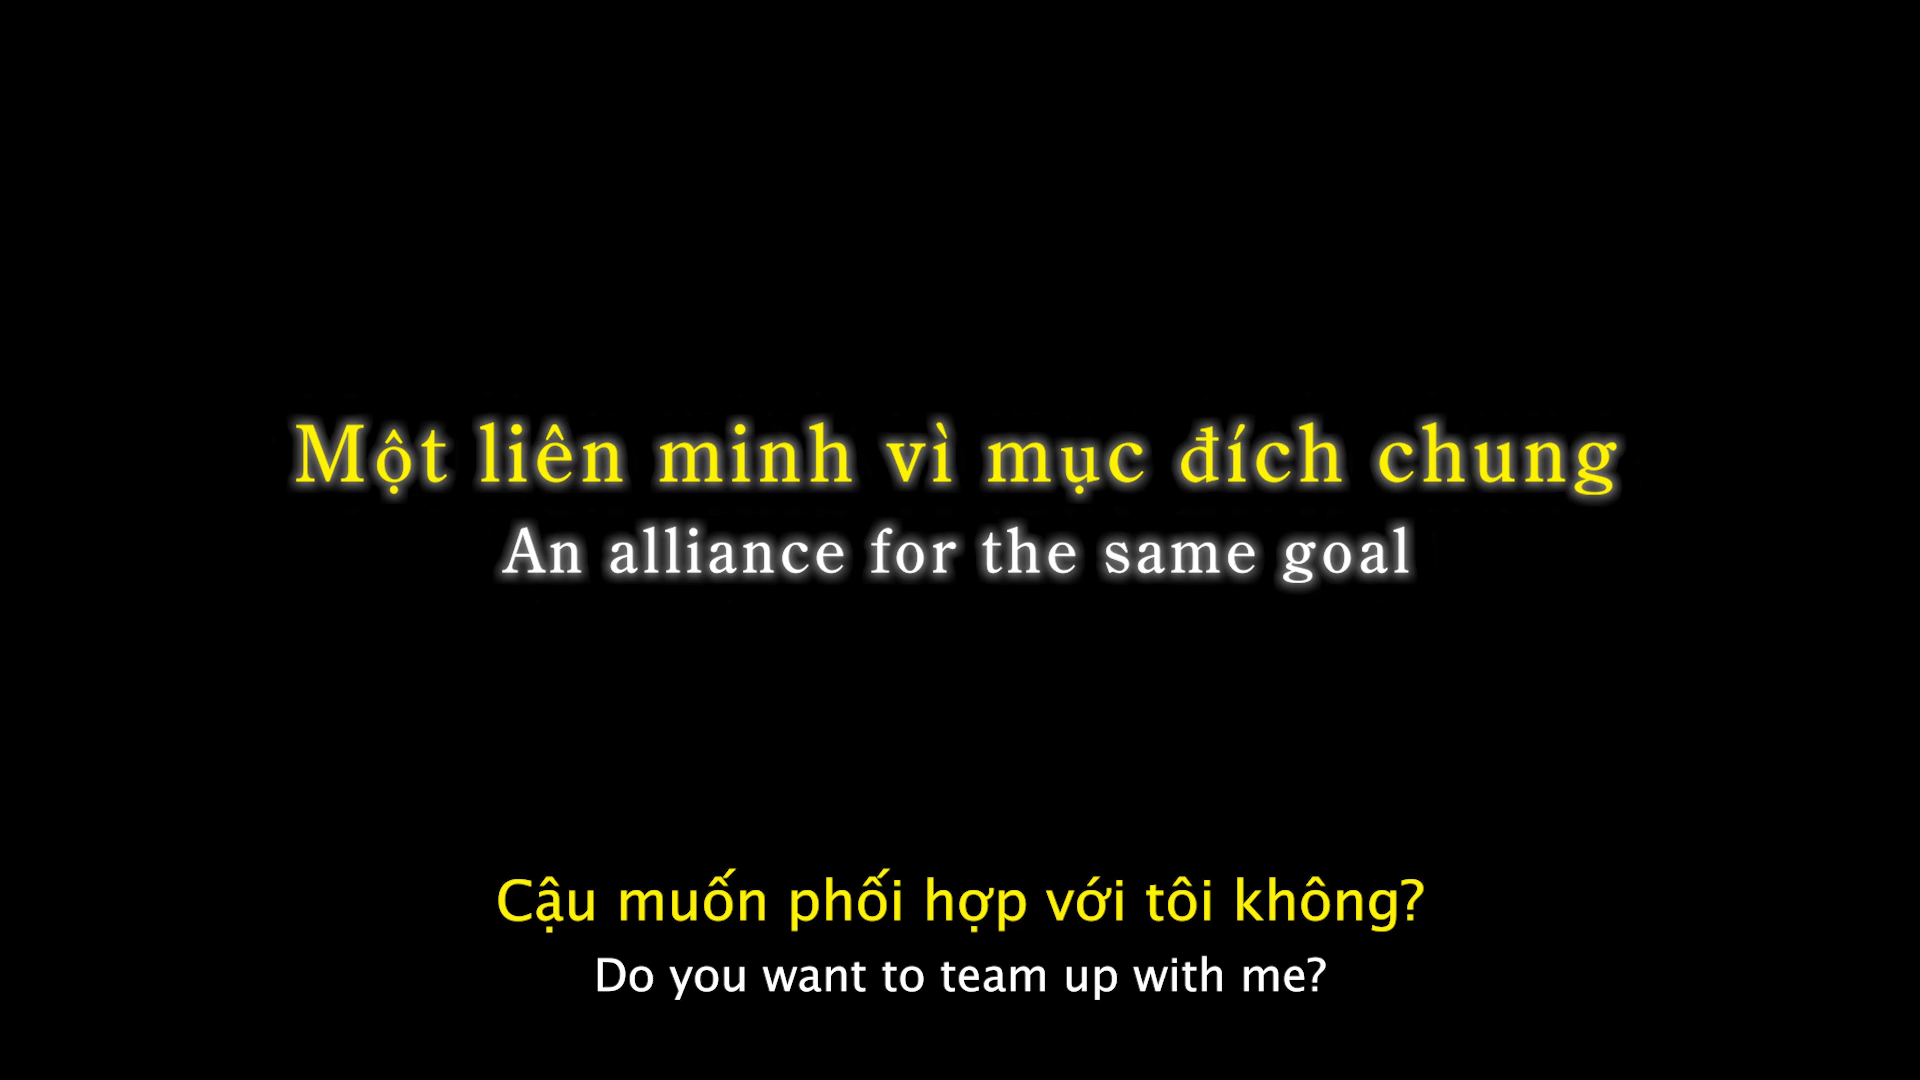 Một liên minh vì mục đích chung
An alliance for the same goal
Cậu muốn phối hợp với tôi không?
Do you want to team up with me?